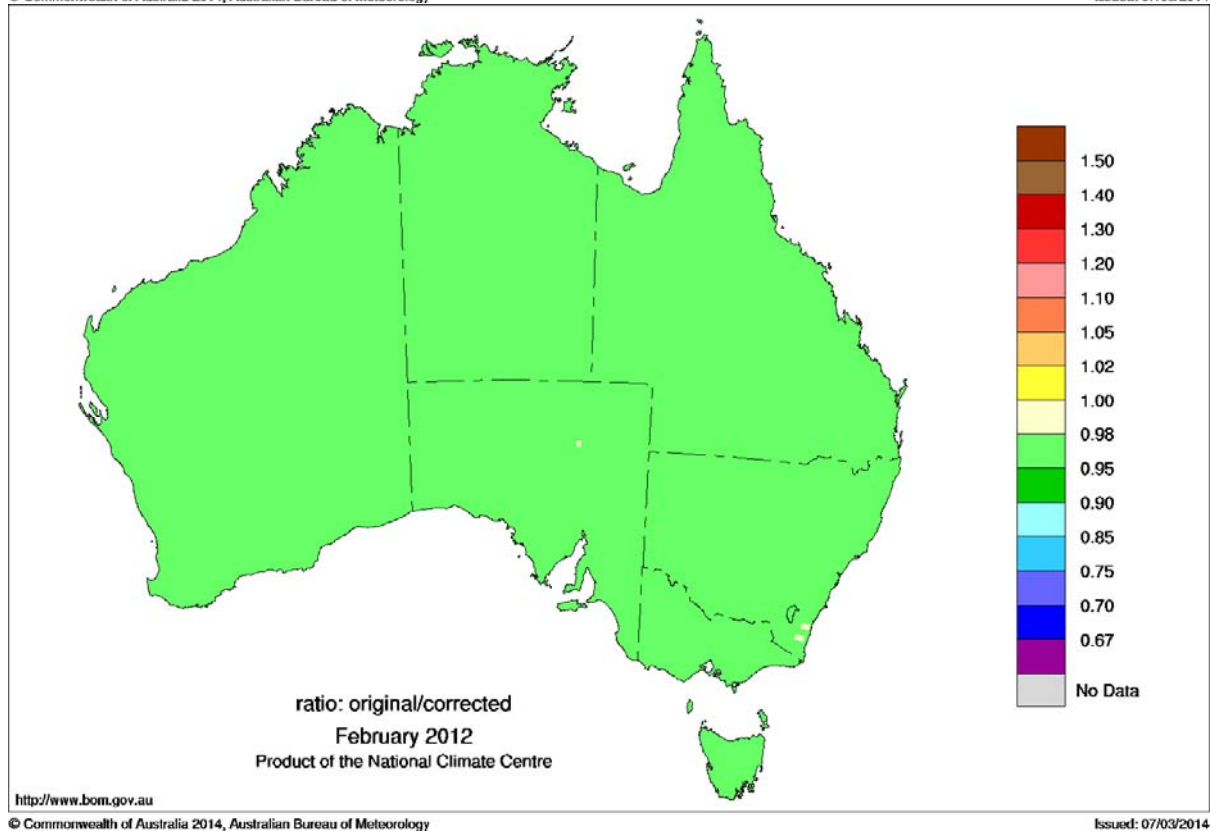 1.50
1.40
1.30
1.20
1.10
1.05
1.02
1.00
0.98
0.95
0.90
0.85
0.75
0.70
0.67
No Data
ratio: original/corrected
February 2012
Product of the National Climate Centre
http://www.bom.gov.au
© Commonwealth of Australia 2014, Australian Bureau of Meteorology
Issued: 07/03/2014